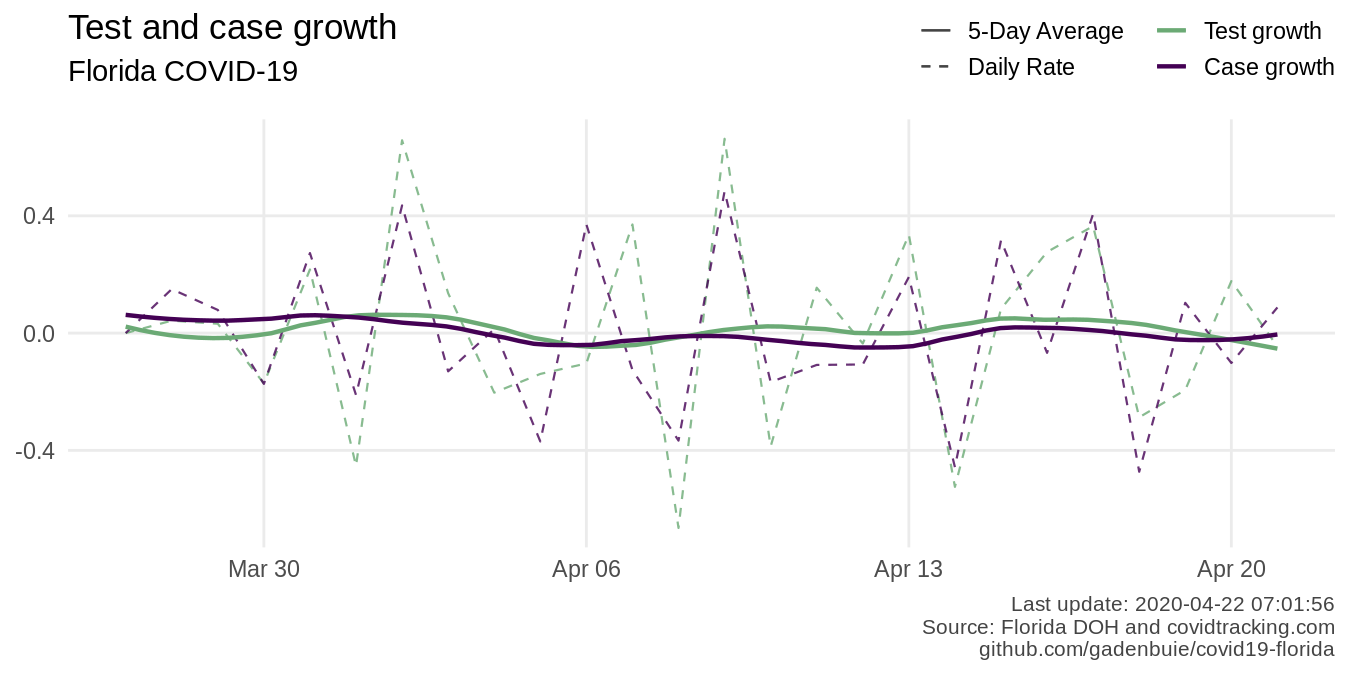 Test and case growth
Florida COVID-19
5-Day Average
Test growth
Daily Rate
Case growth
0.4
0.0
-0.4
Mar 30
Apr 06
Apr 13
Apr 20
Last update: 2020-04-22 07:01:56
Source: Florida DOH and covidtracking.com
github.com/gadenbuie/covid19-florida